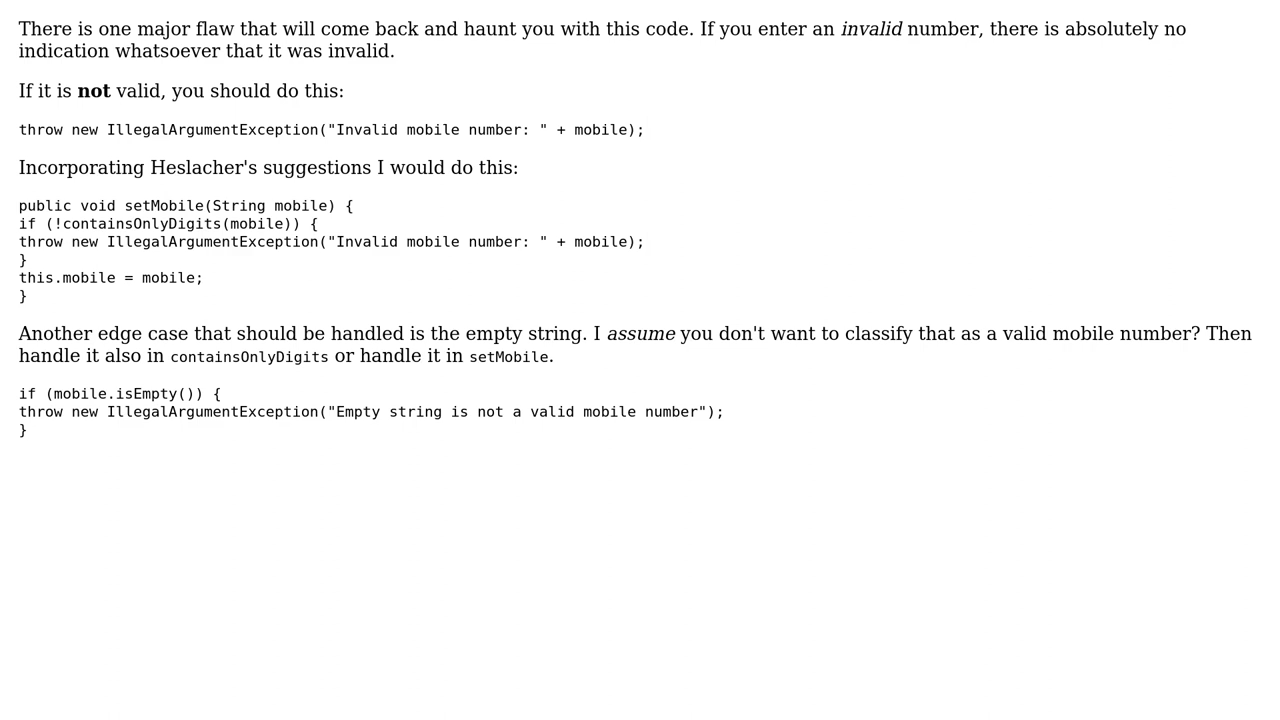 There is one major flaw that will come back and haunt you with this code. If you enter an invalid number, there is absolutely no
indication whatsoever that it was invalid.
If it is not valid, you should do this:
throw new IllegalArgumentException("Invalid mobile number: " + mobile);
Incorporating Heslacher's suggestions I would do this:
public void setMobile(String mobile) {
if (!containsOnlyDigits(mobile)) {
throw new IllegalArgumentException("Invalid mobile number: " + mobile);
}
this.mobile = mobile;
}
Another edge case that should be handled is the empty string. I assume you don't want to classify that as a valid mobile number? Then
handle it also in containsOnlyDigits or handle it in setMobile.
if (mobile.isEmpty()) {
throw new IllegalArgumentException("Empty string is not a valid mobile number");
}